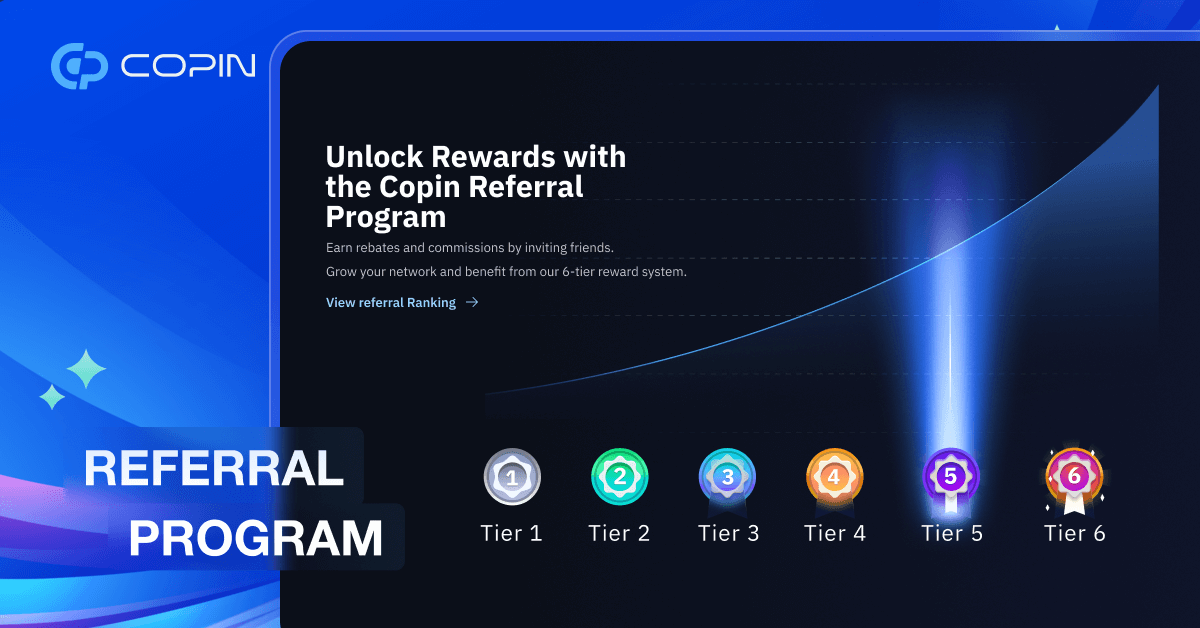 COPIN
Unlock Rewards with
the Copin Referral
Program
Earn rebates and commissions by inviting friends.
Grow your network and benefit from our 6-tier reward system.
View referral Ranking →
REFERRAL
PROGRAM
1 2 3 4 5 6
Tier 1 Tier 2 Tier 3 Tier 4 Tier 5 Tier 6